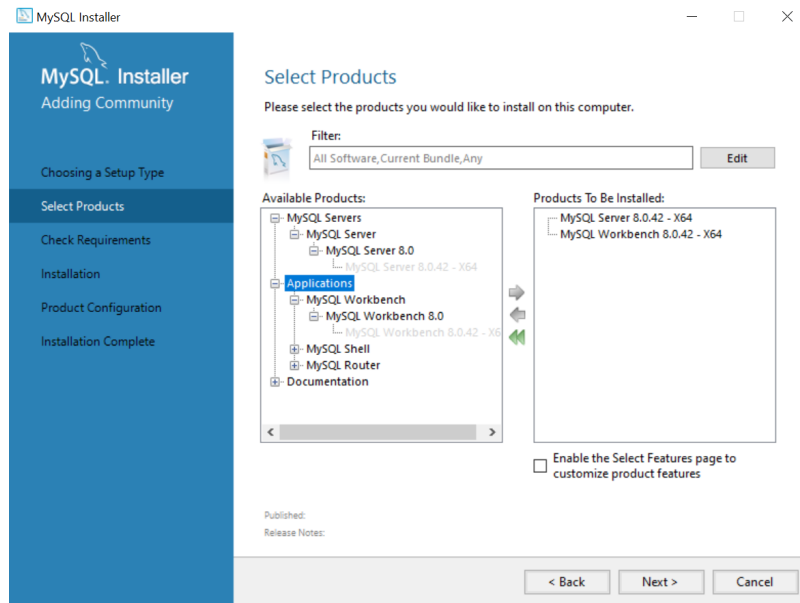 MySQL Installer
MySQL. Installer
Adding Community
Choosing a Setup Type
Select Products
Check Requirements
Installation
Product Configuration
Installation Complete
Select Products
Please select the products you would like to install on this computer.
Filter:
All Software,Current Bundle,Any
Edit
Available Products:
MySQL Servers
MySQL Server
MySQL Server 8.0
MySQL Server 8.0.42 - X64
Applications
MySQL Workbench
MySQL Workbench 8.0
MySQL Workbench 8.0.42 - X6
MySQL Shell
MySQL Router
Documentation
Products To Be Installed:
MySQL Server 8.0.42 - X64
MySQL Workbench 8.0.42 - X64
Enable the Select Features page to
customize product features
Published:
Release Notes:
< Back
Next >
Cancel